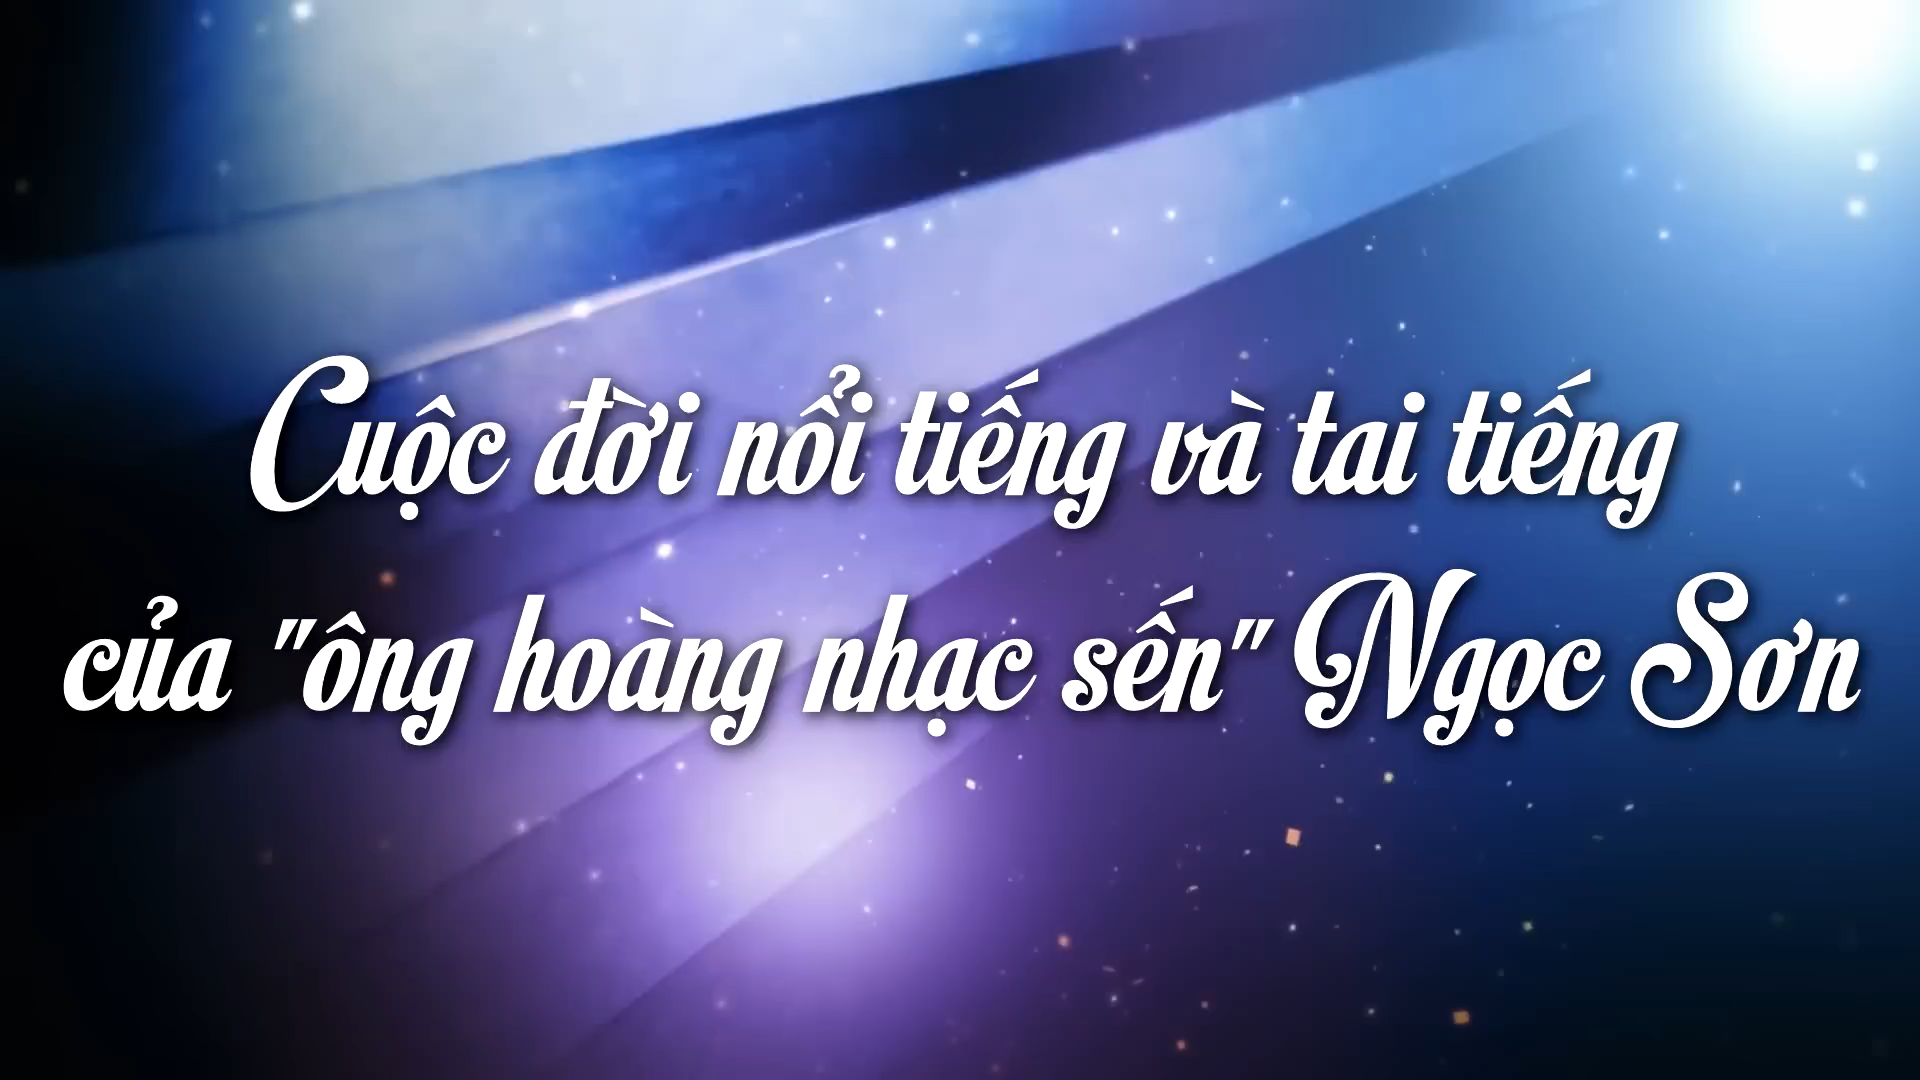 Cuộc đời nổi tiếng và tai tiếng
của "ông hoàng nhạc sến" Ngọc Sơn